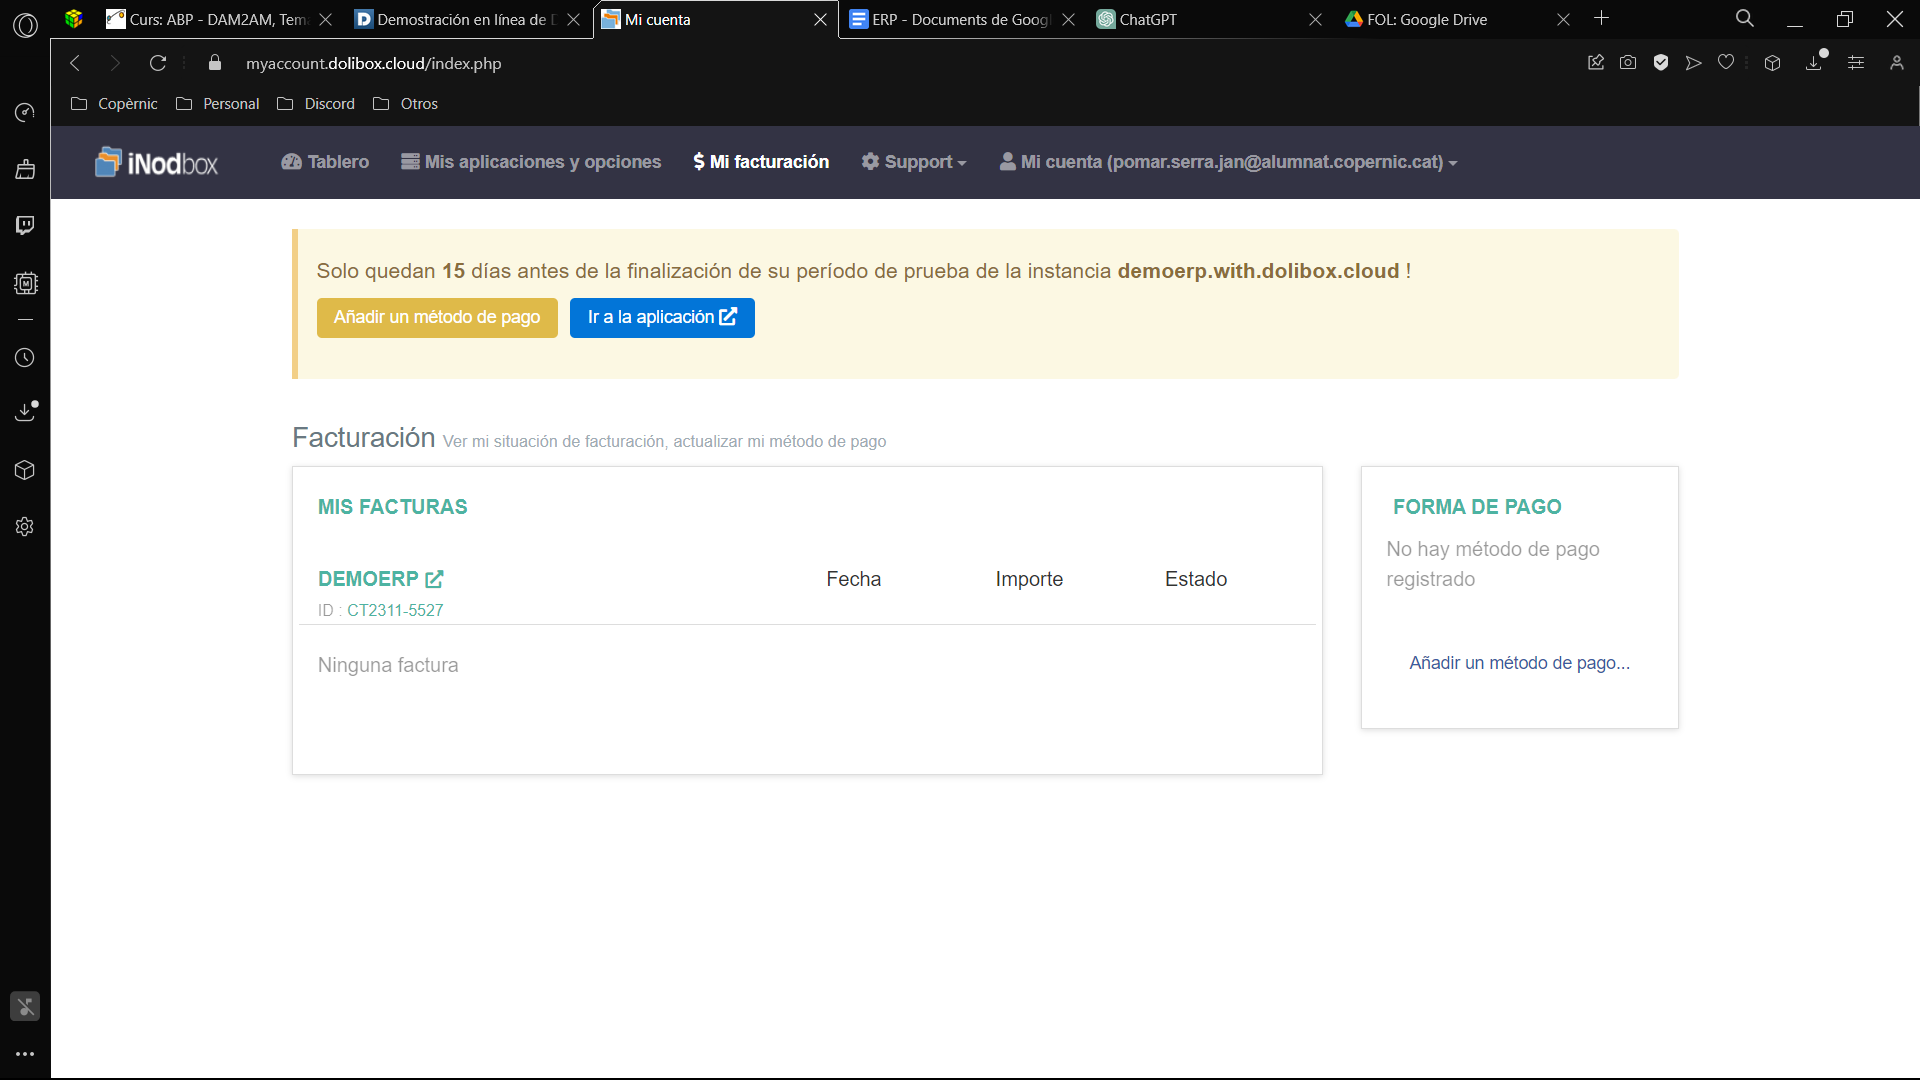 Curs: ABP - DAM2AM, Tem
Demostración en línea de D
Mi cuenta
ERP - Documents de Googl
ChatGPT
FOL: Google Drive
myaccount.dolibox.cloud/index.php
Copèrnic
Personal
Discord
Otros
iNodbox
Tablero
Mis aplicaciones y opciones
$ Mi facturación
Support
Mi cuenta (pomar.serra.jan@alumnat.copernic.cat)
Solo quedan 15 días antes de la finalización de su período de prueba de la instancia demoerp.with.dolibox.cloud !
Añadir un método de pago
Ir a la aplicación
Facturación Ver mi situación de facturación, actualizar mi método de pago
MIS FACTURAS
DEMOERP
Fecha
Importe
Estado
ID : CT2311-5527
Ninguna factura
FORMA DE PAGO
No hay método de pago
registrado
Añadir un método de pago...